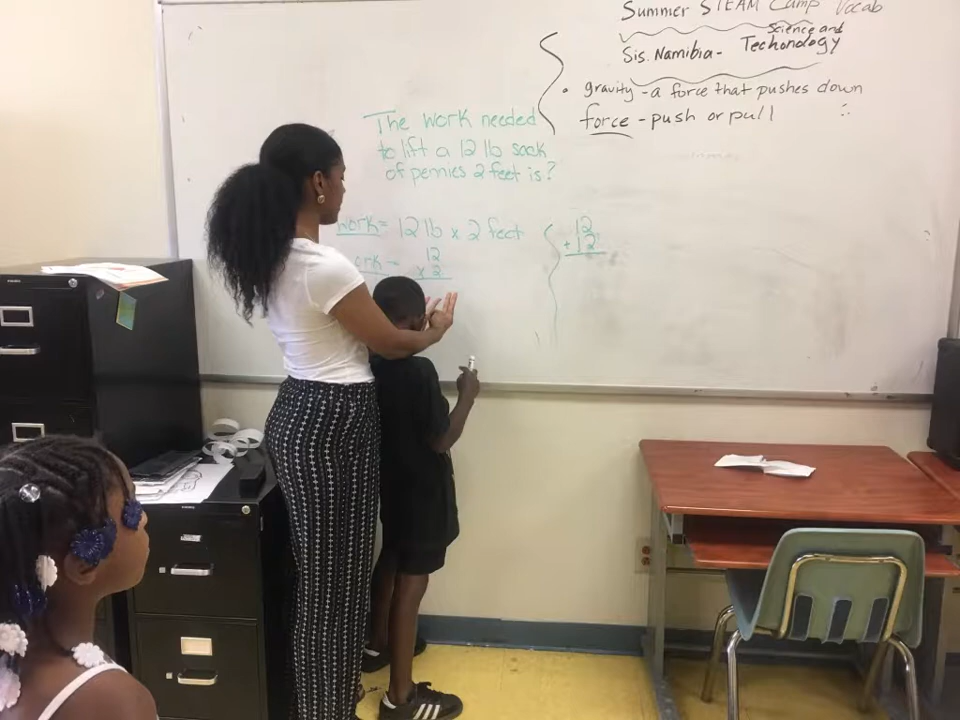 Summer STEAM Camp Vocab
Science and
Sis. Namibia- Techonology
• gravity - a force that pushes down
force - push or pull
The work needed
to lift a 12 lb sack
of pennies 2 feet is?
work = 12 lb x 2 feet
ork = 12
x 2
12
+ 12